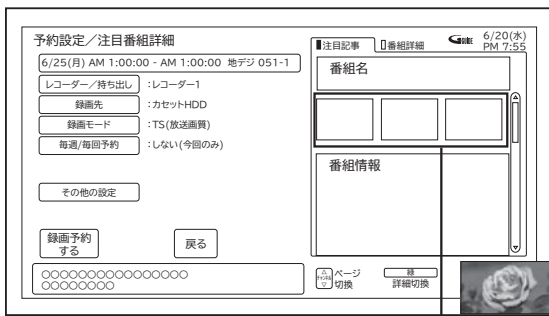 予約設定／注目番組詳細
6/25(月) AM 1:00:00 - AM 1:00:00 地デジ 051-1
レコーダー／持ち出し :レコーダー1
録画先 :カセットHDD
録画モード :TS(放送画質)
毎週/毎回予約 :しない(今回のみ)
その他の設定
録画予約
する
戻る
○○○○○○○○○○○○○○○○
○○○○○○○○
注目記事 番組詳細 GUIDE 6/20(水)
PM 7:55
番組名
番組情報
チャンネル ページ
切換
緑
詳細切換